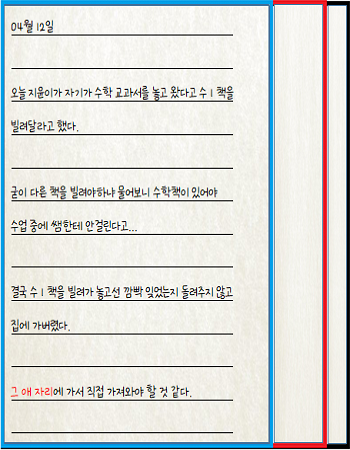 04월 12일
오늘 지윤이가 자기가 수학 교과서를 놓고 왔다고 수 I 책을
빌려달라고 했다.
굳이 다른 책을 빌려야하냐 물어보니 수학책이 있어야
수업 중에 쌤한테 안걸린다고...
결국 수 I 책을 빌려가 놓고선 깜빡 잊었는지 돌려주지 않고
집에 가버렸다.
그 애 자리에 가서 직접 가져와야 할 것 같다.